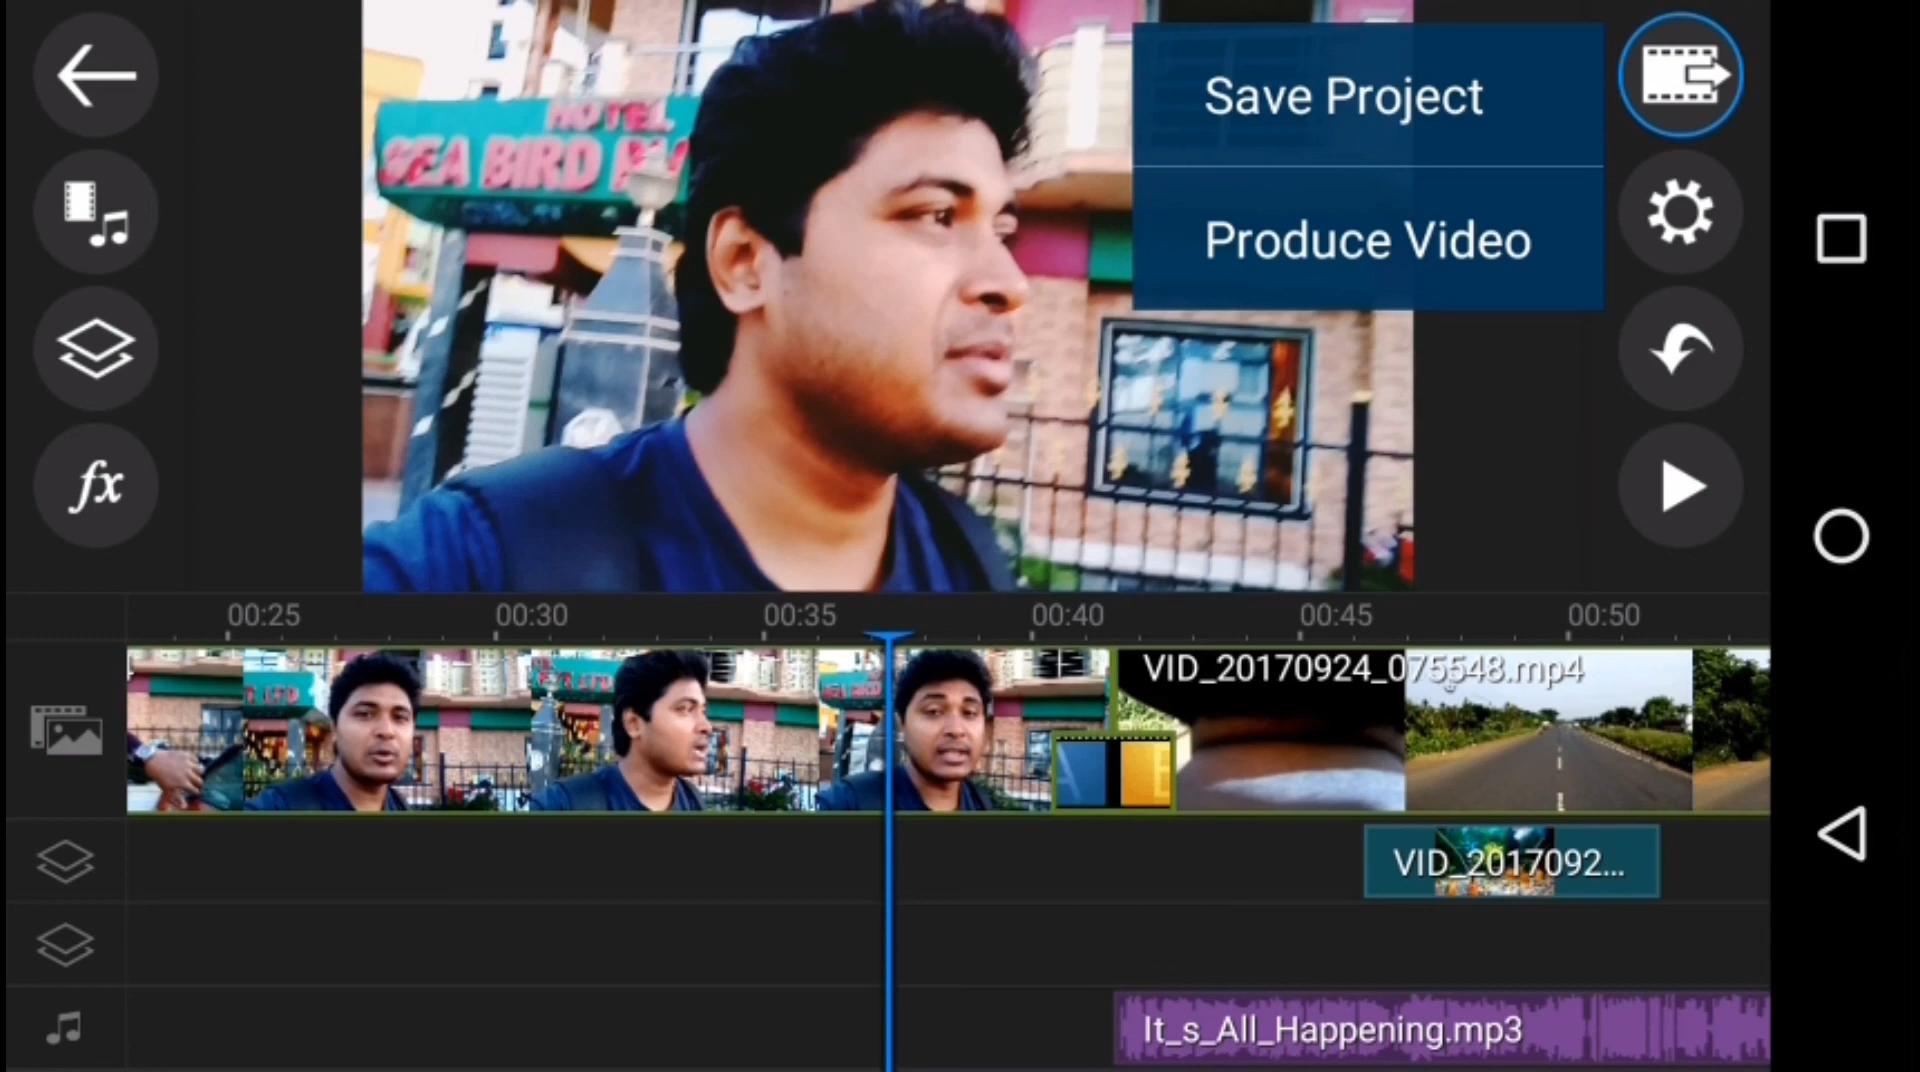 HOTEL
SEA BIRD
Save Project
Produce Video
fx
00:25
00:30
00:35
00:40
00:45
00:50
VID_20170924_075548.mp4
A
VID_2017092...
It_s_All_Happening.mp3